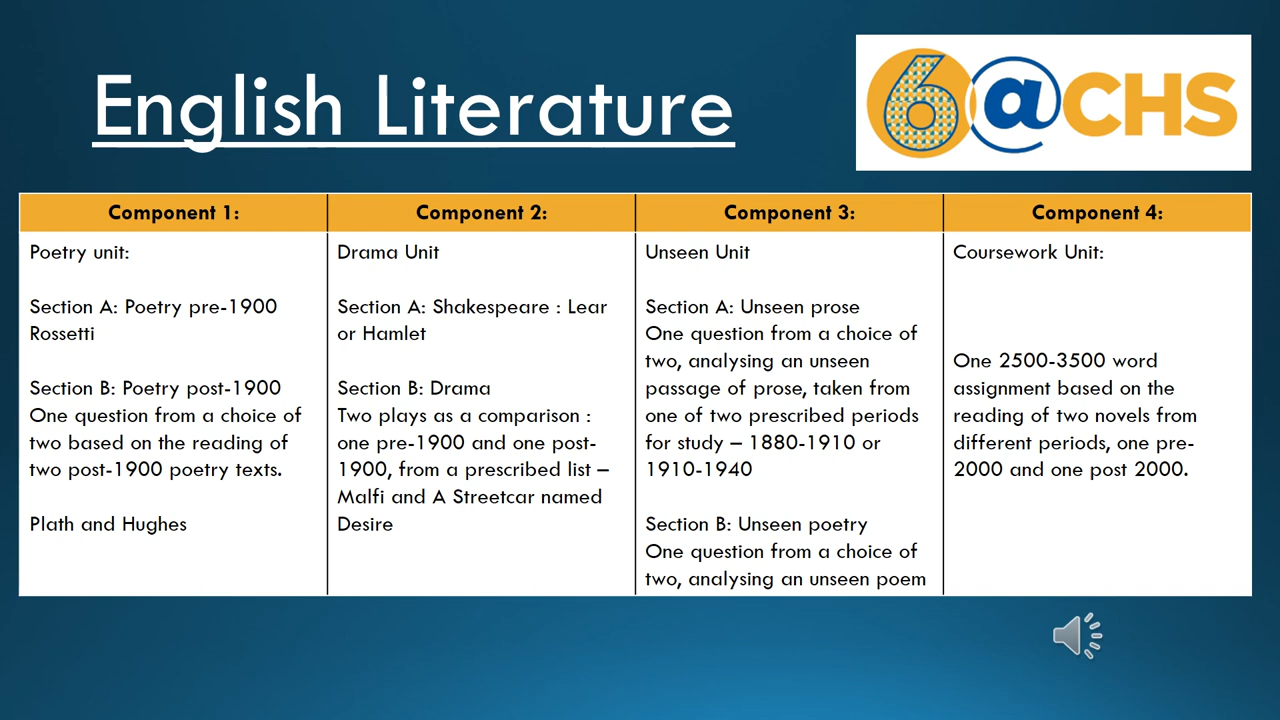 English Literature
6@CHS
Component 1:
Poetry unit:
Section A: Poetry pre-1900
Rossetti
Section B: Poetry post-1900
One question from a choice of
two based on the reading of
two post-1900 poetry texts.
Plath and Hughes
Component 2:
Drama Unit
Section A: Shakespeare : Lear
or Hamlet
Section B: Drama
Two plays as a comparison :
one pre-1900 and one post-
1900, from a prescribed list –
Malfi and A Streetcar named
Desire
Component 3:
Unseen Unit
Section A: Unseen prose
One question from a choice of
two, analysing an unseen
passage of prose, taken from
one of two prescribed periods
for study – 1880-1910 or
1910-1940
Section B: Unseen poetry
One question from a choice of
two, analysing an unseen poem
Component 4:
Coursework Unit:
One 2500-3500 word
assignment based on the
reading of two novels from
different periods, one pre-
2000 and one post 2000.